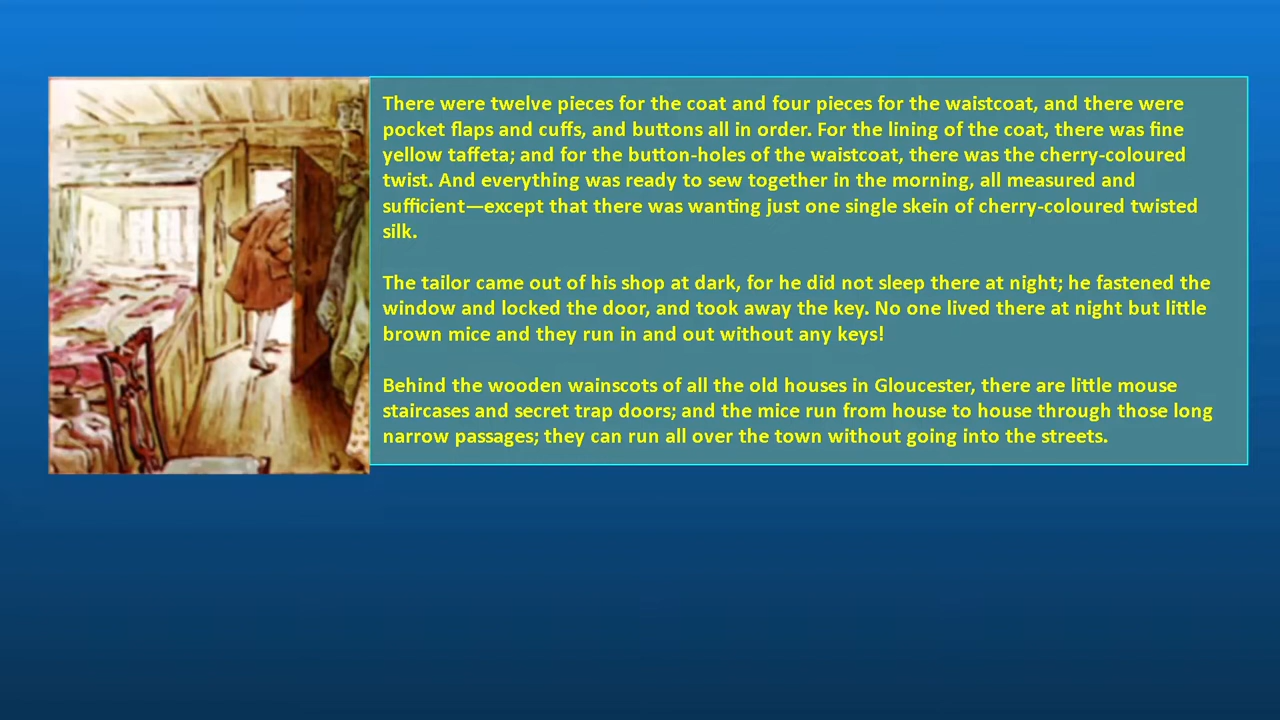 There were twelve pieces for the coat and four pieces for the waistcoat, and there were
pocket flaps and cuffs, and buttons all in order. For the lining of the coat, there was fine
yellow taffeta; and for the button-holes of the waistcoat, there was the cherry-coloured
twist. And everything was ready to sew together in the morning, all measured and
sufficient—except that there was wanting just one single skein of cherry-coloured twisted
silk.
The tailor came out of his shop at dark, for he did not sleep there at night; he fastened the
window and locked the door, and took away the key. No one lived there at night but little
brown mice and they run in and out without any keys!
Behind the wooden wainscots of all the old houses in Gloucester, there are little mouse
staircases and secret trap doors; and the mice run from house to house through those long
narrow passages; they can run all over the town without going into the streets.